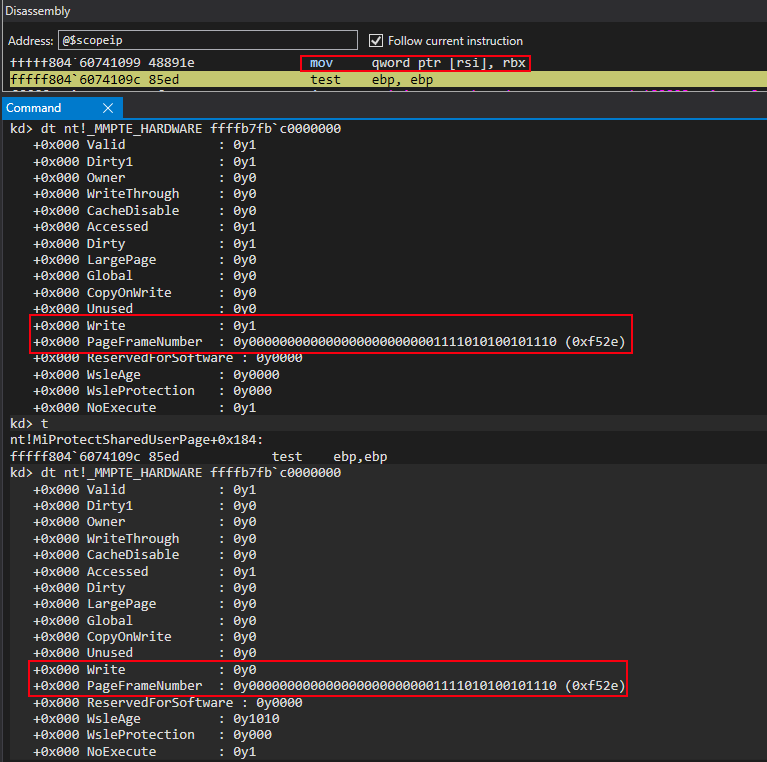 Disassembly
Address: @$scopeip Follow current instruction
fffff804`60741099 48891e mov qword ptr [rsi], rbx
fffff804`6074109c 85ed test ebp, ebp
Command
kd> dt nt!_MMPTE_HARDWARE ffffb7fb`c0000000
+0x000 Valid : 0y1
+0x000 Dirty1 : 0y1
+0x000 Owner : 0y0
+0x000 WriteThrough : 0y0
+0x000 CacheDisable : 0y0
+0x000 Accessed : 0y1
+0x000 Dirty : 0y1
+0x000 LargePage : 0y0
+0x000 Global : 0y0
+0x000 CopyOnWrite : 0y0
+0x000 Unused : 0y0
+0x000 Write : 0y1
+0x000 PageFrameNumber : 0y000000000000000000000001111010100101110 (0xf52e)
+0x000 ReservedForSoftware : 0y0000
+0x000 WsleAge : 0y0000
+0x000 WsleProtection : 0y000
+0x000 NoExecute : 0y1
kd> t
nt!MiProtectSharedUserPage+0x184:
fffff804`6074109c 85ed test ebp,ebp
kd> dt nt!_MMPTE_HARDWARE ffffb7fb`c0000000
+0x000 Valid : 0y1
+0x000 Dirty1 : 0y0
+0x000 Owner : 0y0
+0x000 WriteThrough : 0y0
+0x000 CacheDisable : 0y0
+0x000 Accessed : 0y1
+0x000 Dirty : 0y0
+0x000 LargePage : 0y0
+0x000 Global : 0y0
+0x000 CopyOnWrite : 0y0
+0x000 Unused : 0y0
+0x000 Write : 0y0
+0x000 PageFrameNumber : 0y000000000000000000000001111010100101110 (0xf52e)
+0x000 ReservedForSoftware : 0y0000
+0x000 WsleAge : 0y1010
+0x000 WsleProtection : 0y000
+0x000 NoExecute : 0y1